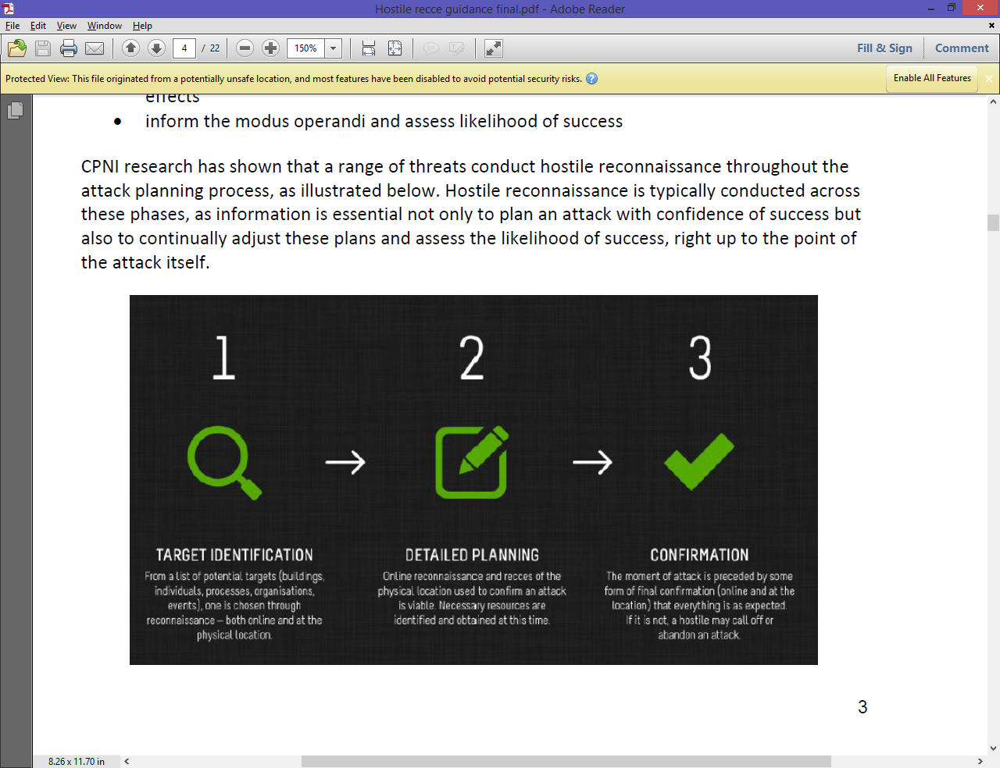 Hostile recce guidance final.pdf - Adobe Reader
File Edit View Window Help
4 / 22 150% Fill & Sign Comment
Protected View: This file originated from a potentially unsafe location, and most features have been disabled to avoid potential security risks. Enable All Features
effects
• inform the modus operandi and assess likelihood of success
CPNI research has shown that a range of threats conduct hostile reconnaissance throughout the
attack planning process, as illustrated below. Hostile reconnaissance is typically conducted across
these phases, as information is essential not only to plan an attack with confidence of success but
also to continually adjust these plans and assess the likelihood of success, right up to the point of
the attack itself.
1
TARGET IDENTIFICATION
From a list of potential targets (buildings,
individuals, processes, organisations,
events), one is chosen through
reconnaissance – both online and at the
physical location.
2
DETAILED PLANNING
Online reconnaissance and recces of the
physical location used to confirm an attack
is viable. Necessary resources are
identified and obtained at this time.
3
CONFIRMATION
The moment of attack is preceded by some
form of final confirmation (online and at the
location) that everything is as expected.
If it is not, a hostile may call off or
abandon an attack.
3
8.26 x 11.70 in